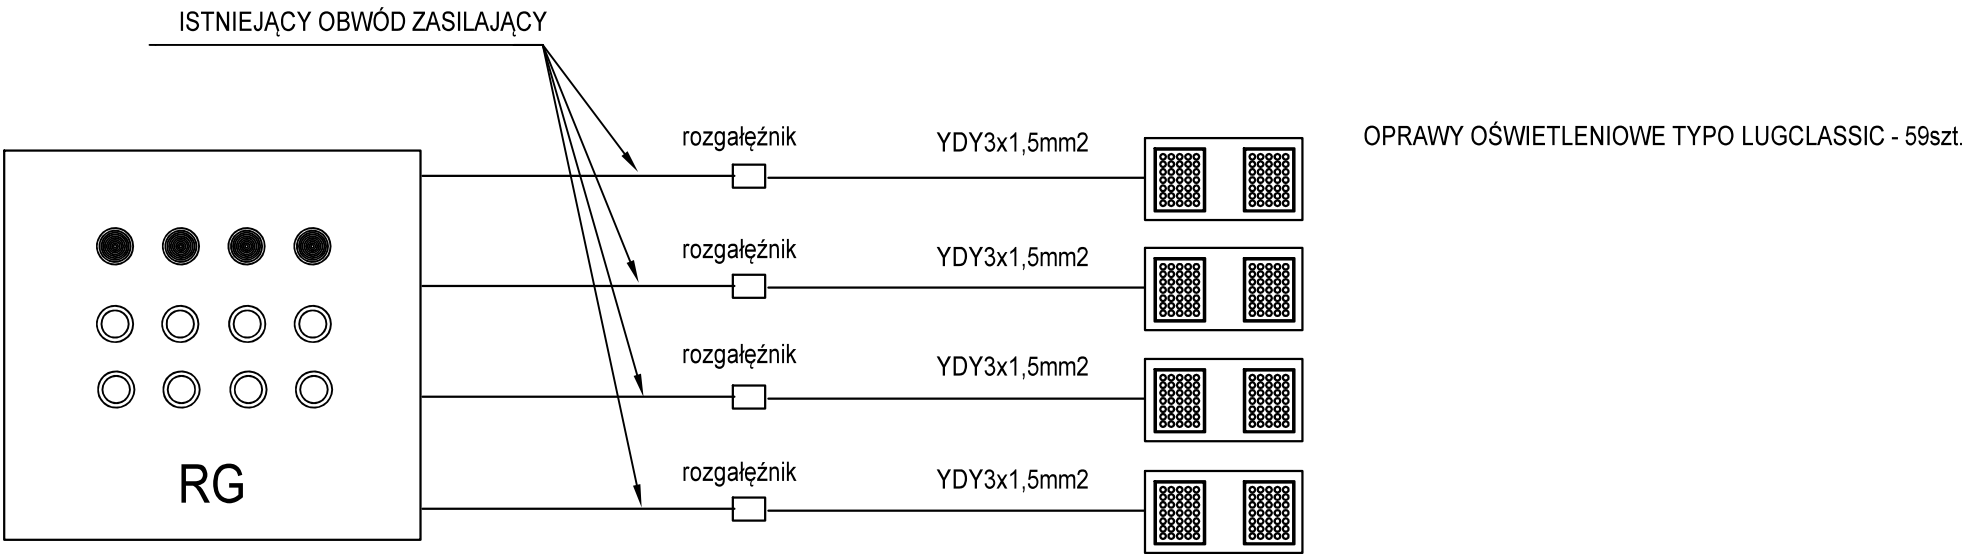 ISTNIEJĄCY OBWÓD ZASILAJĄCY
rozgałęźnik
YDY3x1,5mm2
OPRAWY OŚWIETLENIOWE TYPO LUGCLASSIC - 59szt.
rozgałęźnik
YDY3x1,5mm2
rozgałęźnik
YDY3x1,5mm2
rozgałęźnik
YDY3x1,5mm2
RG